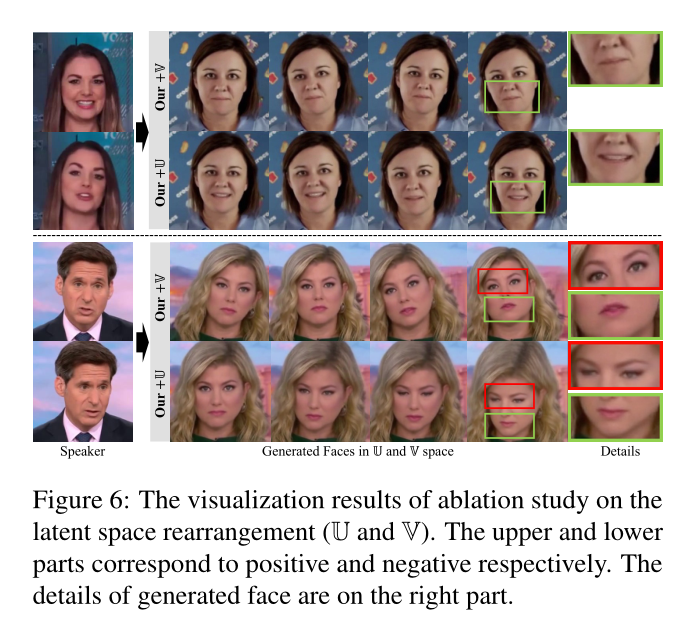 Our +𝕍
Our +𝕌
Our +𝕍
Our +𝕌
Speaker
Generated Faces in 𝕌 and 𝕍 space
Details
Figure 6: The visualization results of ablation study on the
latent space rearrangement (𝕌 and 𝕍). The upper and lower
parts correspond to positive and negative respectively. The
details of generated face are on the right part.